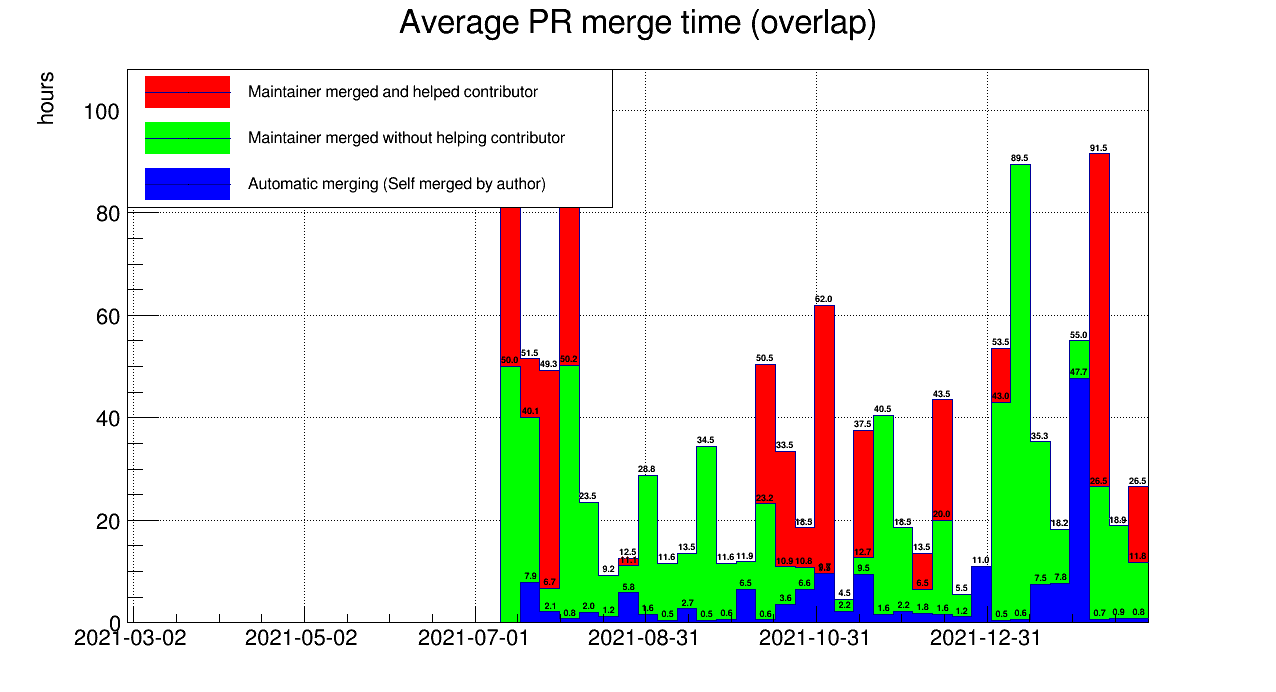 Average PR merge time (overlap)
hours
Maintainer merged and helped contributor
Maintainer merged without helping contributor
Automatic merging (Self merged by author)
100
80
60
40
20
0
91.5
89.5
62.0
55.0
53.5
50.0 51.5 49.3 50.2 50.5
47.7
43.5 43.0
40.1 40.5
37.5
34.5 33.5 35.3
28.8
23.5 23.2 26.5 26.5
18.5 18.5 20.0 18.2 18.9
12.5 11.1 11.6 13.5 11.6 11.9 10.9 10.8 12.7 13.5 11.0 11.8
7.9 6.7 9.2 5.8 6.5 6.6 9.5 6.5 5.5 7.5 7.8
2.1 0.8 2.0 1.2 1.6 0.5 2.7 0.5 0.6 0.6 3.6 4.5 2.2 1.6 2.2 1.8 1.6 1.2 0.5 0.6 0.7 0.9 0.8
2021-03-02 2021-05-02 2021-07-01 2021-08-31 2021-10-31 2021-12-31